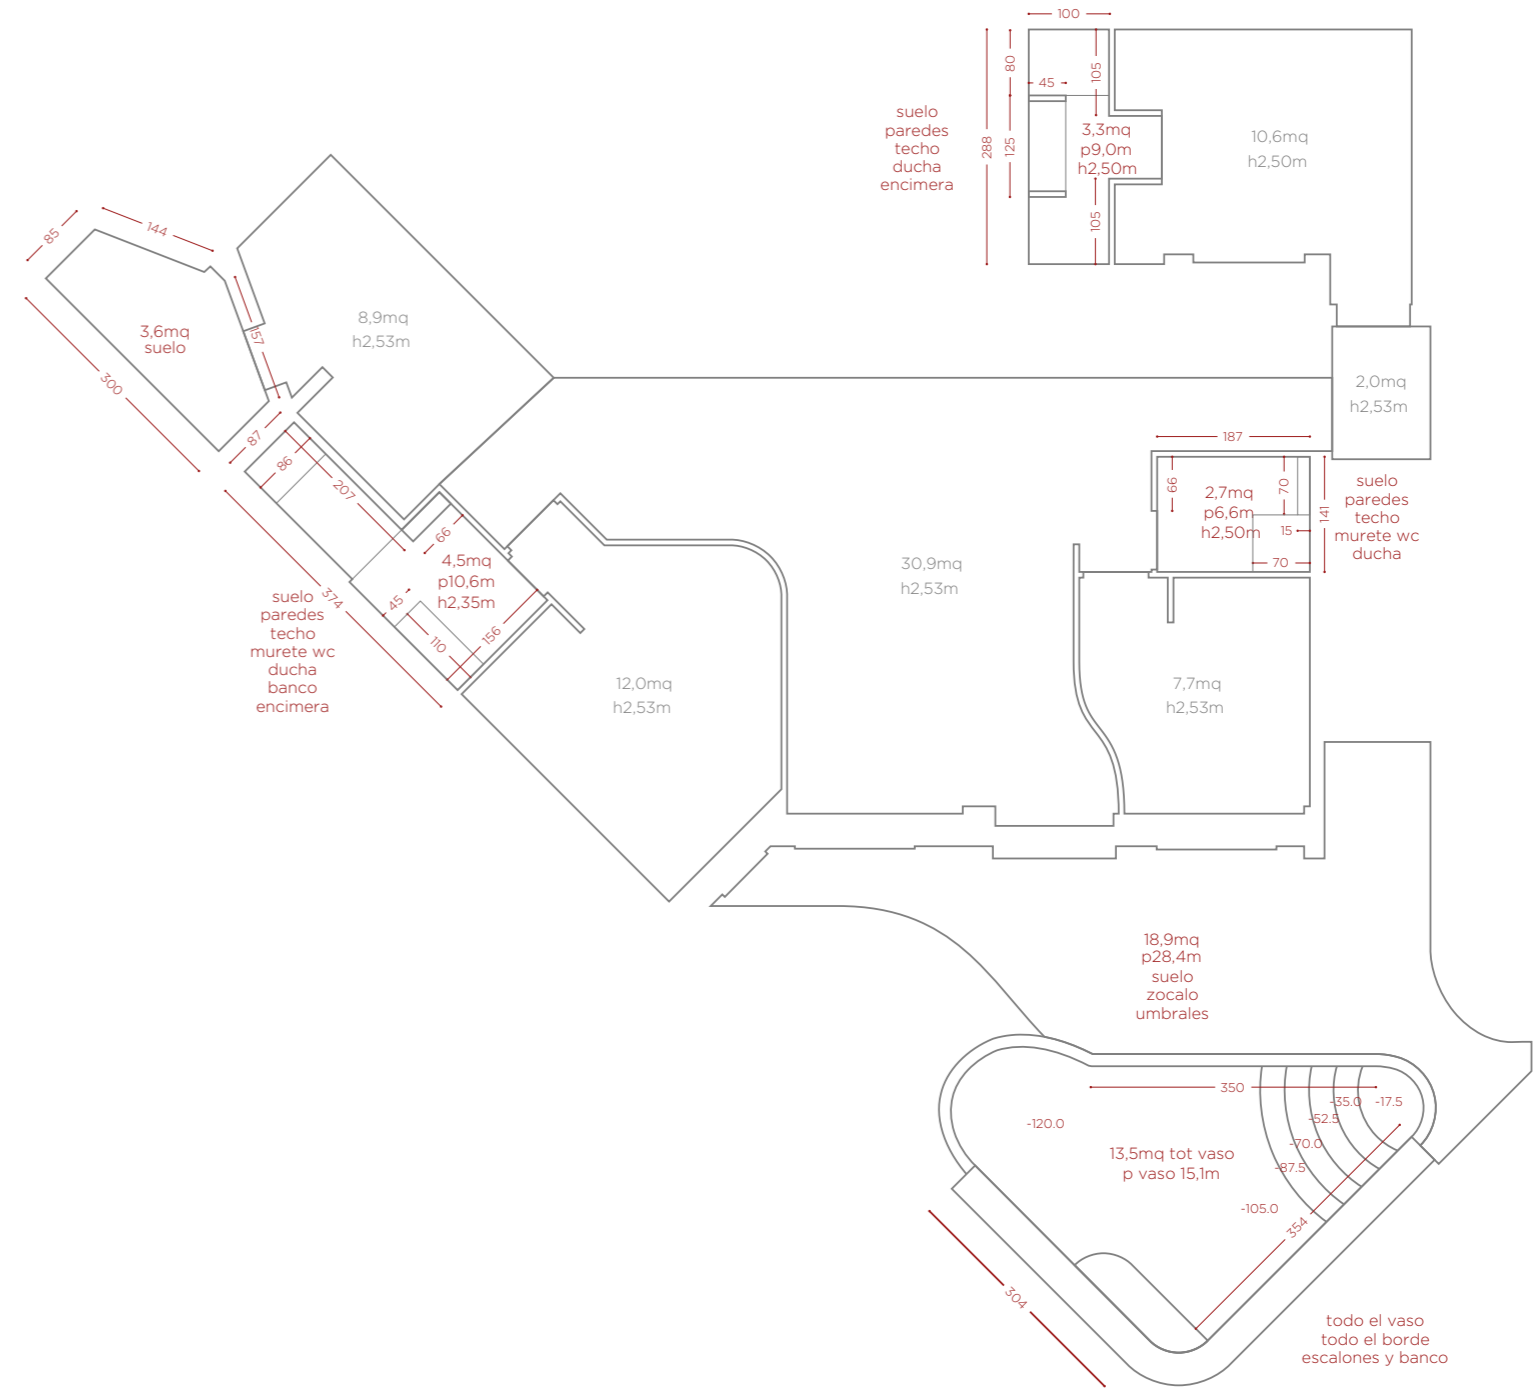 100
80
105
45
288
125
105
suelo
paredes
techo
ducha
encimera
3,3mq
p9,0m
h2,50m
10,6mq
h2,50m
85
144
157
300
3,6mq
suelo
8,9mq
h2,53m
2,0mq
h2,53m
87
86
207
66
374
45
110
156
4,5mq
p10,6m
h2,35m
suelo
paredes
techo
murete wc
ducha
banco
encimera
187
66
70
141
15
70
2,7mq
p6,6m
h2,50m
suelo
paredes
techo
murete wc
ducha
30,9mq
h2,53m
12,0mq
h2,53m
7,7mq
h2,53m
18,9mq
p28,4m
suelo
zocalo
umbrales
350
-35.0
-17.5
-52.5
-70.0
-87.5
-105.0
-120.0
13,5mq tot vaso
p vaso 15,1m
354
304
todo el vaso
todo el borde
escalones y banco